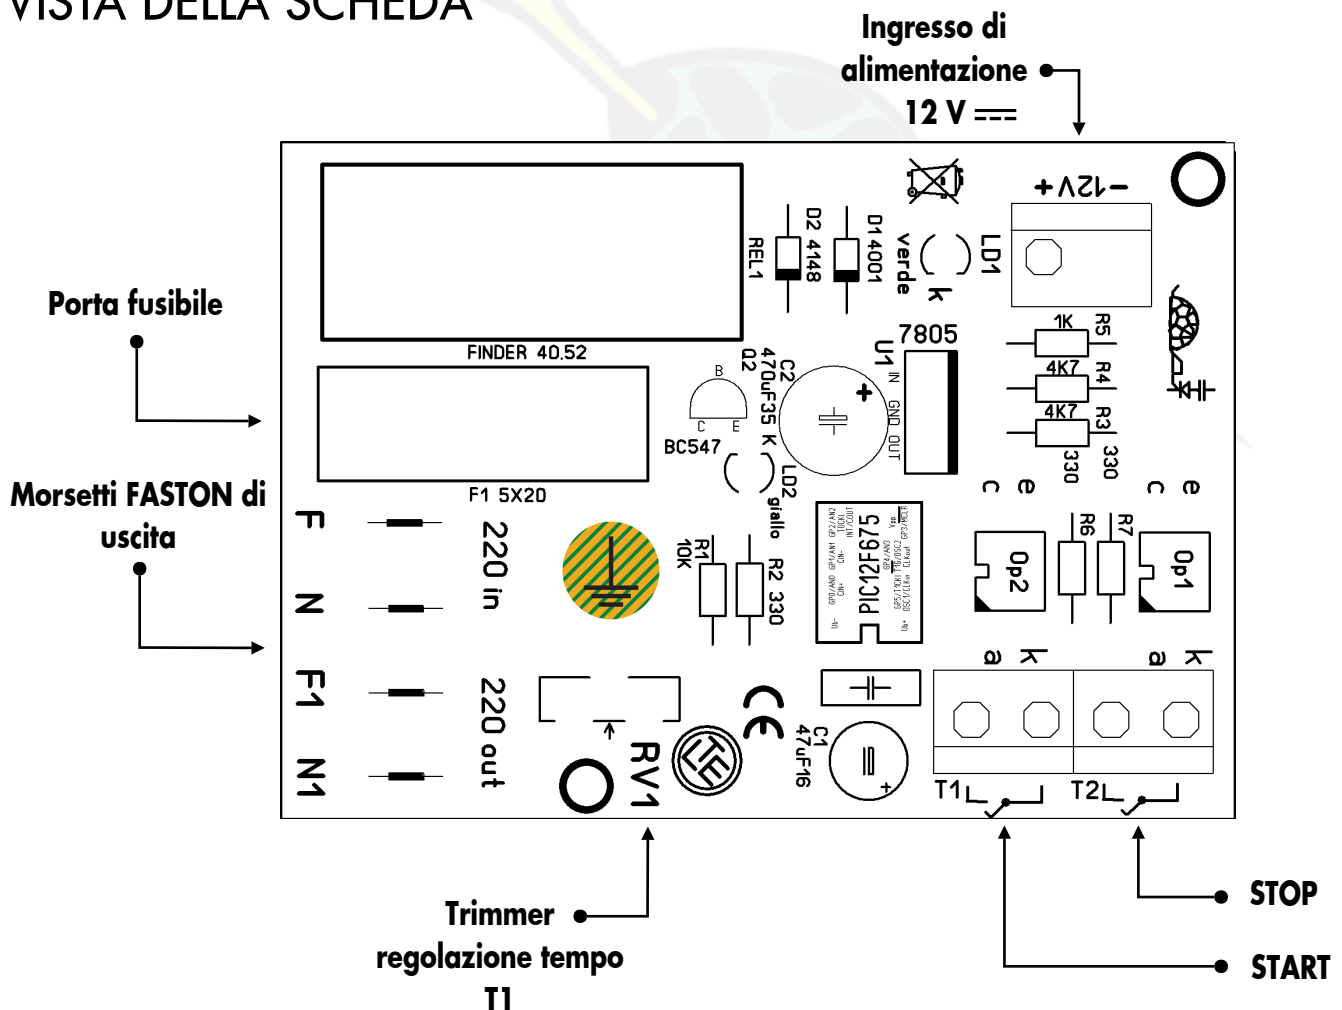 VISTA DELLA SCHEDA
Ingresso di
alimentazione
12 V
-12V+
REL1
D2 4148
D1 4001
verde
k
LD1
Porta fusibile
FINDER 40.52
Q2
B
C E
BC547
C2
470uF35
K
LD2
giallo
U1
7805
IN
GND
OUT
1K
R5
4K7
R4
4K7
R3
330
330
c e
c e
F1 5X20
Morsetti FASTON di
uscita
F
N
220 in
F1
N1
220 out
R1
10K
R2 330
PIC12F675
R6
R7
Op2
Op1
a k
a k
RV1
LTE
CE
C1
47uF16
+
T1
T2
Trimmer
regolazione tempo
T1
STOP
START